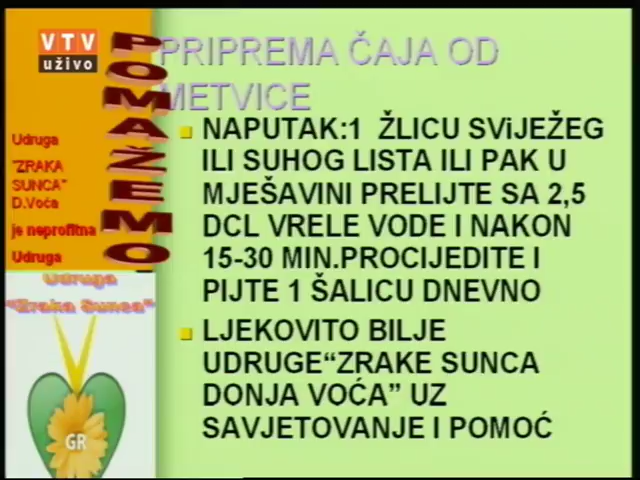 VTV
uživo
POMAŽEMO
Udruga
"ZRAKA
SUNCA"
D.Voća
je neprofitna
Udruga
Udruga
"Zraka Sunca"
GR
PRIPREMA ČAJA OD
METVICE
NAPUTAK:1 ŽLICU SViJEŽEG
ILI SUHOG LISTA ILI PAK U
MJEŠAVINI PRELIJTE SA 2,5
DCL VRELE VODE I NAKON
15-30 MIN.PROCIJEDITE I
PIJTE 1 ŠALICU DNEVNO
LJEKOVITO BILJE
UDRUGE“ZRAKE SUNCA
DONJA VOĆA” UZ
SAVJETOVANJE I POMOĆ